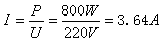 I = P/U = 800W/220V = 3.64A